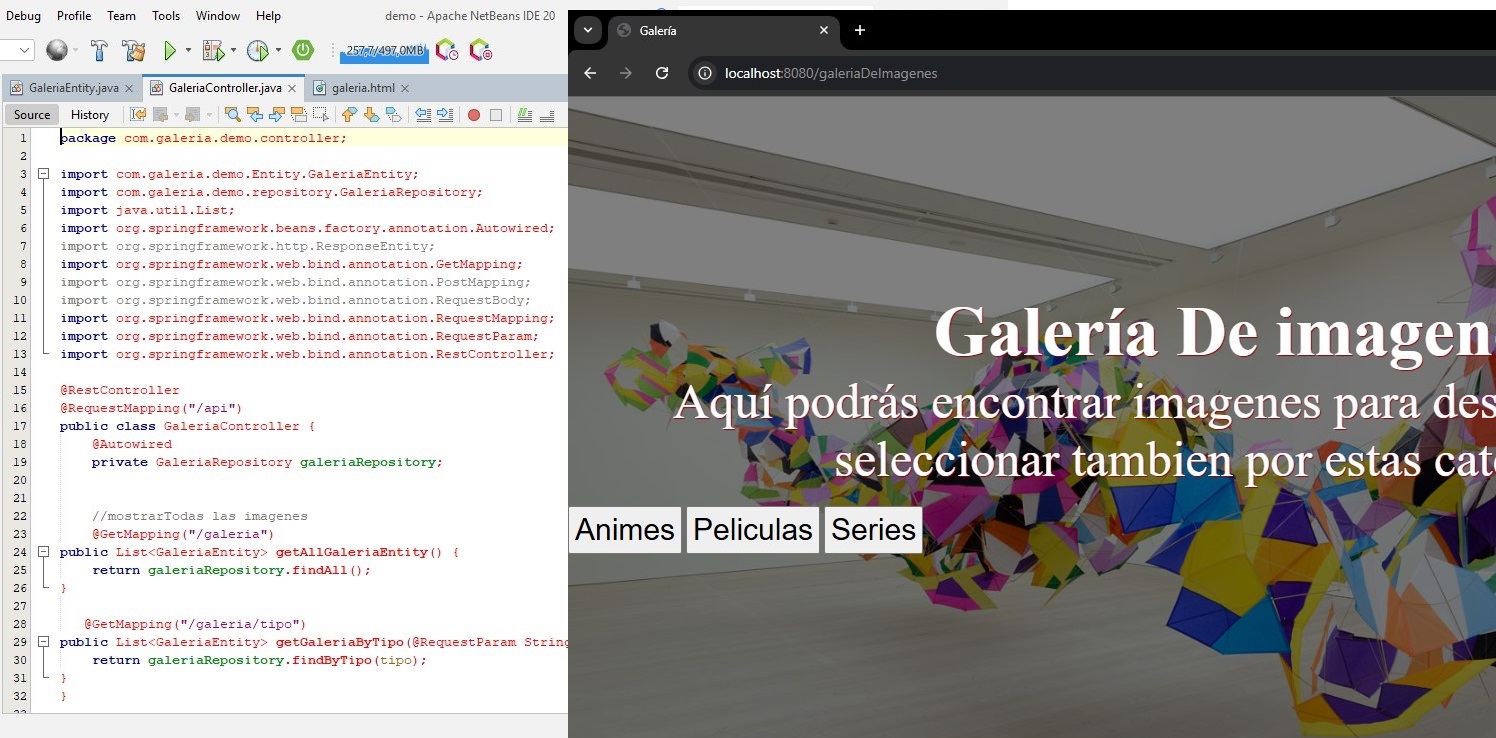 Debug Profile Team Tools Window Help demo - Apache NetBeans IDE 20
257,7/497,0MB
GaleriaEntity.java GaleriaController.java galeria.html
Source History
1 package com.galeria.demo.controller;
2
3 import com.galeria.demo.Entity.GaleriaEntity;
4 import com.galeria.demo.repository.GaleriaRepository;
5 import java.util.List;
6 import org.springframework.beans.factory.annotation.Autowired;
7 import org.springframework.http.ResponseEntity;
8 import org.springframework.web.bind.annotation.GetMapping;
9 import org.springframework.web.bind.annotation.PostMapping;
10 import org.springframework.web.bind.annotation.RequestBody;
11 import org.springframework.web.bind.annotation.RequestMapping;
12 import org.springframework.web.bind.annotation.RequestParam;
13 import org.springframework.web.bind.annotation.RestController;
14
15 @RestController
16 @RequestMapping("/api")
17 public class GaleriaController {
18 @Autowired
19 private GaleriaRepository galeriaRepository;
20
21
22 //mostrarTodas las imagenes
23 @GetMapping("/galeria")
24 public List<GaleriaEntity> getAllGaleriaEntity() {
25 return galeriaRepository.findAll();
26 }
27
28 @GetMapping("/galeria/tipo")
29 public List<GaleriaEntity> getGaleriaByTipo(@RequestParam String
30 return galeriaRepository.findByTipo(tipo);
31 }
32 }
Galería
localhost:8080/galeriaDeImagenes
Galería De imagen
Aquí podrás encontrar imagenes para des
seleccionar tambien por estas cat
Animes Peliculas Series